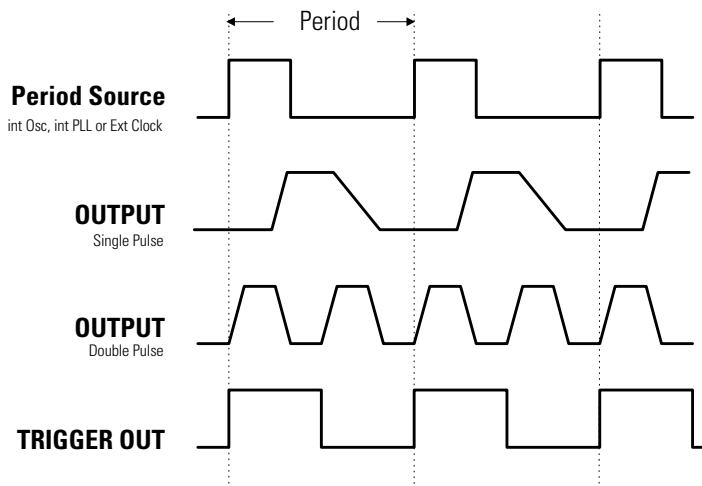 Period
Period Source
int Osc, int PLL or Ext Clock
OUTPUT
Single Pulse
OUTPUT
Double Pulse
TRIGGER OUT